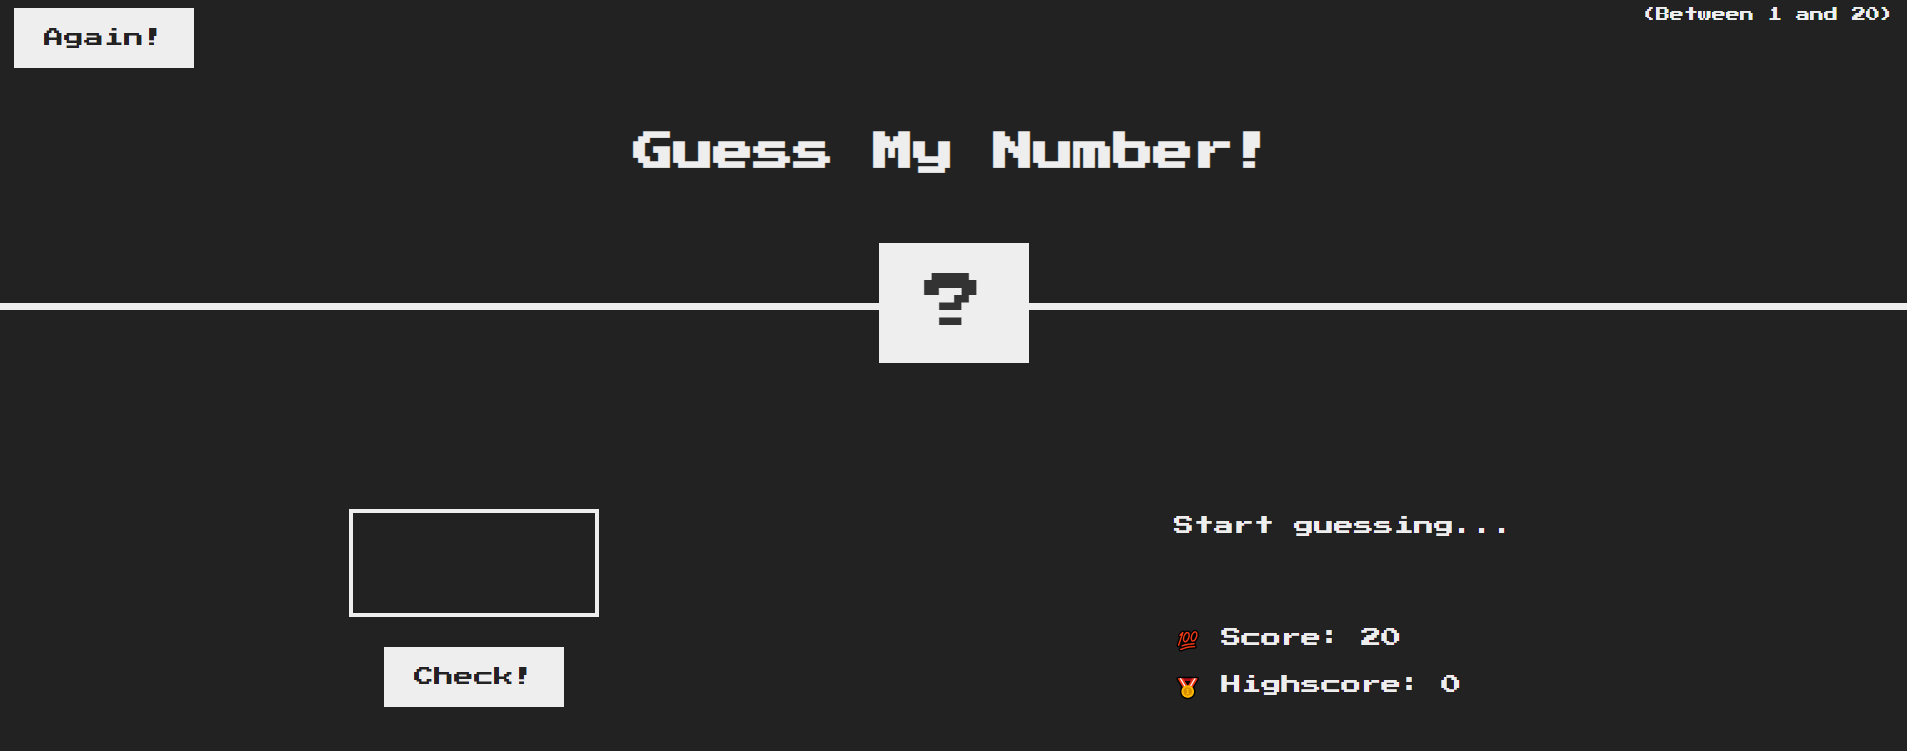 Again!
(Between 1 and 20)
Guess My Number!
?
Start guessing...
Check!
💯 Score: 20
🥇 Highscore: 0